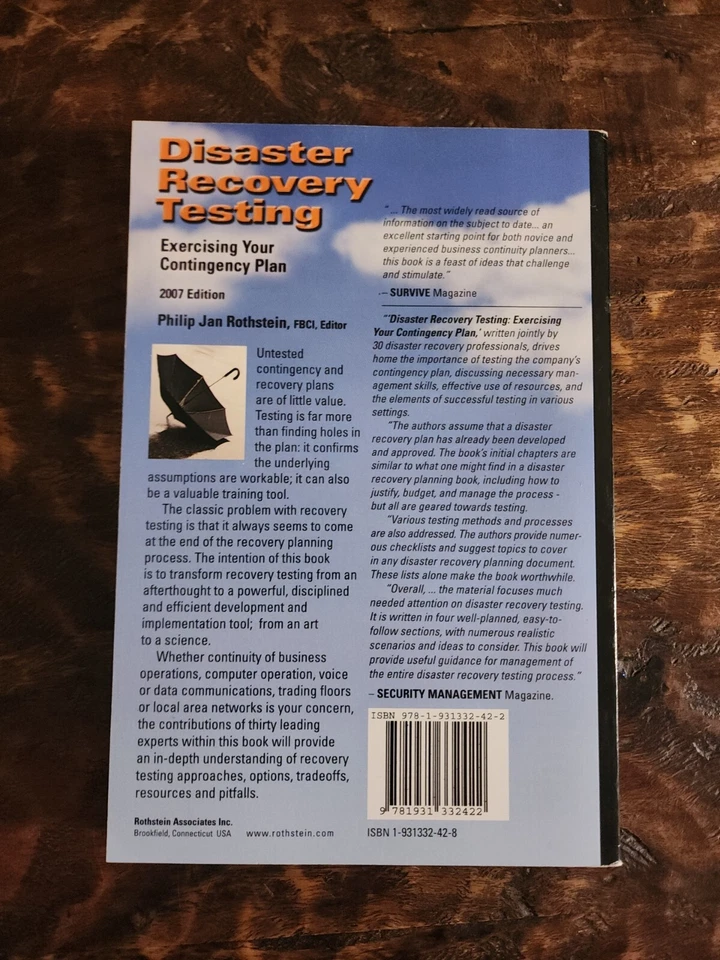 Disaster
Recovery
Testing
Exercising Your
Contingency Plan
2007 Edition
Philip Jan Rothstein, FBCI, Editor
Untested
contingency and
recovery plans
are of little value.
Testing is far more
than finding holes in
the plan: it confirms
the underlying
assumptions are workable; it can also
be a valuable training tool.
The classic problem with recovery
testing is that it always seems to come
at the end of the recovery planning
process. The intention of this book
is to transform recovery testing from an
afterthought to a powerful, disciplined
and efficient development and
implementation tool; from an art
to a science.
Whether continuity of business
operations, computer operation, voice
or data communications, trading floors
or local area networks is your concern,
the contributions of thirty leading
experts within this book will provide
an in-depth understanding of recovery
testing approaches, options, tradeoffs,
resources and pitfalls.
Rothstein Associates Inc.
Brookfield, Connecticut USA www.rothstein.com
"... The most widely read source of
information on the subject to date... an
excellent starting point for both novice and
experienced business continuity planners...
this book is a feast of ideas that challenge
and stimulate."
– SURVIVE Magazine
"'Disaster Recovery Testing: Exercising
Your Contingency Plan,' written jointly by
30 disaster recovery professionals, drives
home the importance of testing the company's
contingency plan, discussing necessary man-
agement skills, effective use of resources, and
the elements of successful testing in various
settings.
"The authors assume that a disaster
recovery plan has already been developed
and approved. The book's initial chapters are
similar to what one might find in a disaster
recovery planning book, including how to
justify, budget, and manage the process -
but all are geared towards testing.
"Various testing methods and processes
are also addressed. The authors provide numer-
ous checklists and suggest topics to cover
in any disaster recovery planning document.
These lists alone make the book worthwhile.
"Overall, ... the material focuses much
needed attention on disaster recovery testing.
It is written in four well-planned, easy-to-
follow sections, with numerous realistic
scenarios and ideas to consider. This book will
provide useful guidance for management of
the entire disaster recovery testing process."
– SECURITY MANAGEMENT Magazine.
ISBN 978-1-931332-42-2
9 781931 332422
ISBN 1-931332-42-8